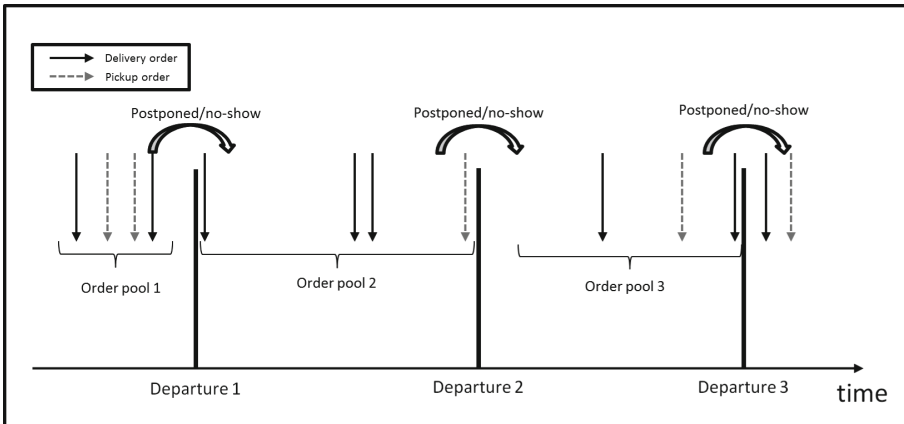 Delivery order
Pickup order
Postponed/no-show
Postponed/no-show
Postponed/no-show
Order pool 1
Order pool 2
Order pool 3
Departure 1
Departure 2
Departure 3
time